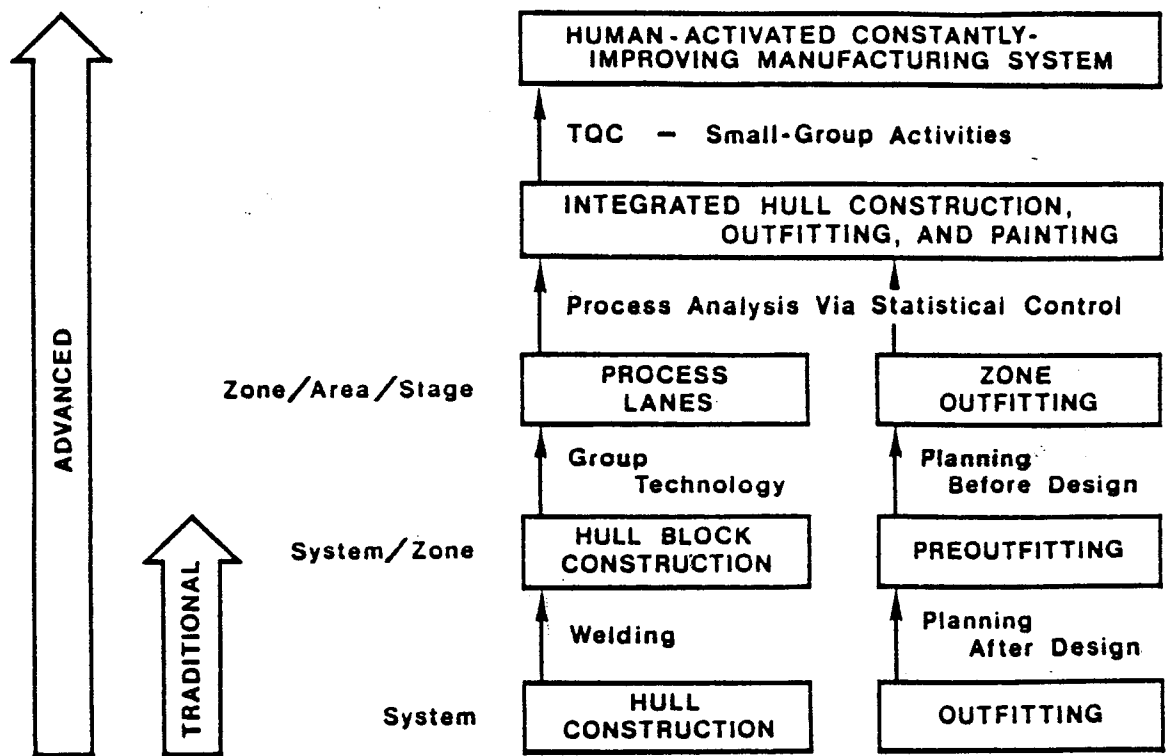 HUMAN-ACTIVATED CONSTANTLY-
IMPROVING MANUFACTURING SYSTEM
TQC – Small-Group Activities
INTEGRATED HULL CONSTRUCTION,
OUTFITTING, AND PAINTING
Process Analysis Via Statistical Control
ADVANCED
Zone/Area/Stage
PROCESS
LANES
ZONE
OUTFITTING
Group
Technology
Planning
Before Design
TRADITIONAL
System/Zone
HULL BLOCK
CONSTRUCTION
PREOUTFITTING
Welding
Planning
After Design
System
HULL
CONSTRUCTION
OUTFITTING